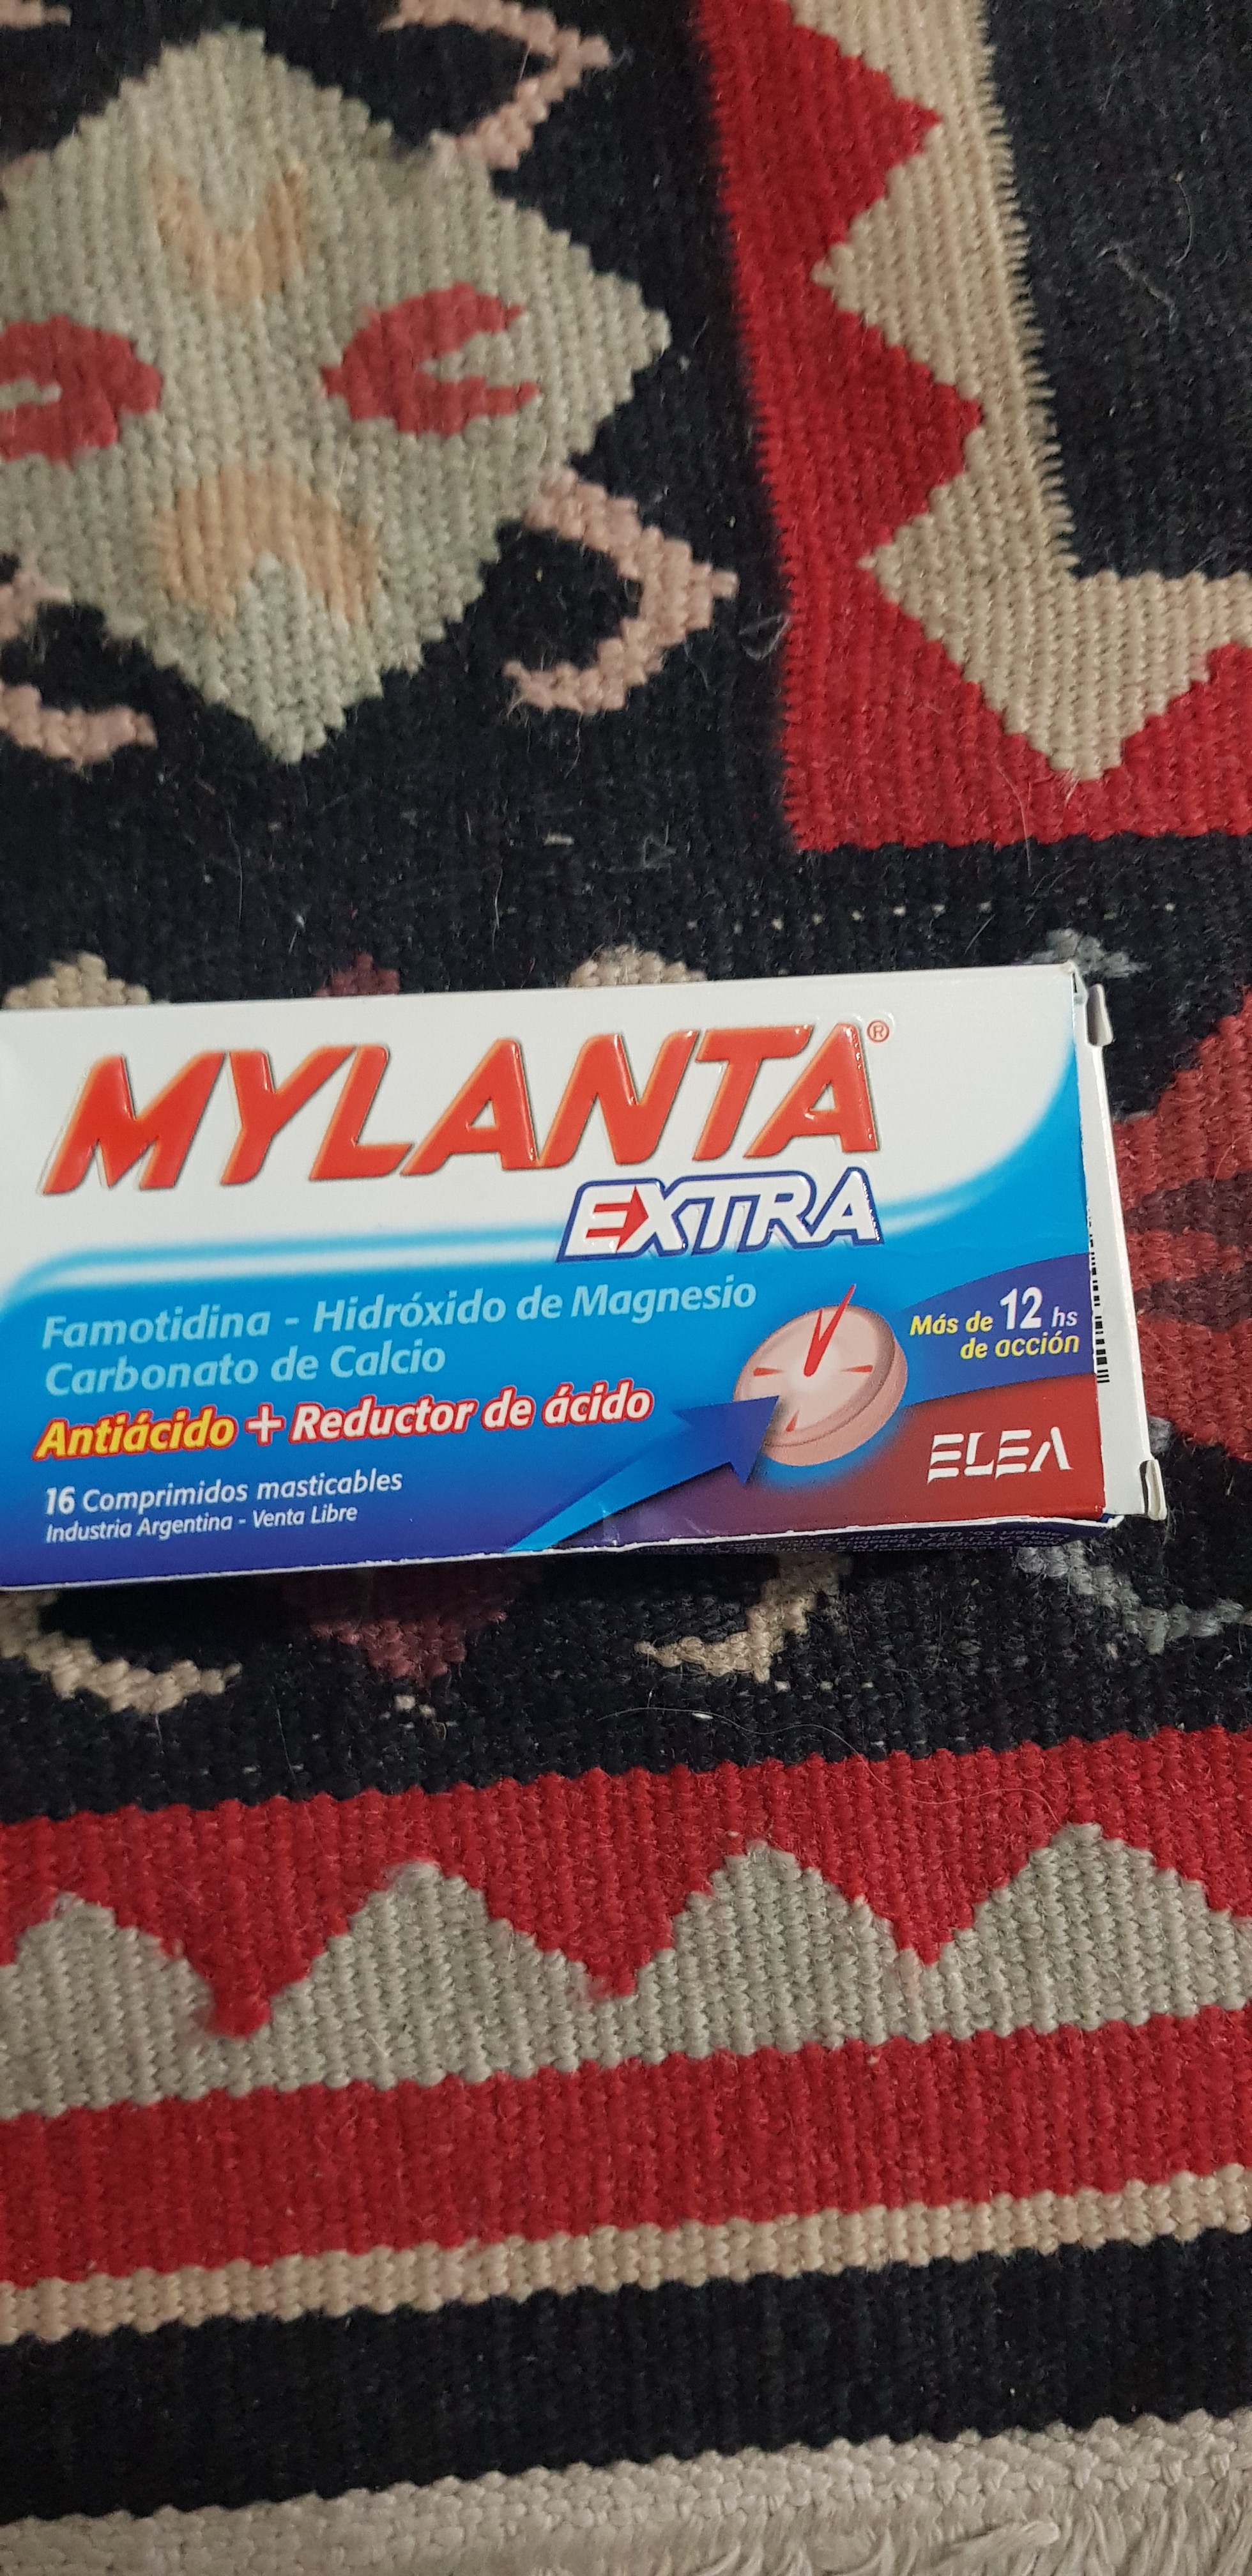 MYLANTA®
EXTRA
Famotidina - Hidróxido de Magnesio
Carbonato de Calcio
Antiácido + Reductor de ácido
16 Comprimidos masticables
Industria Argentina - Venta Libre
Más de 12 hs
de acción
ELEA